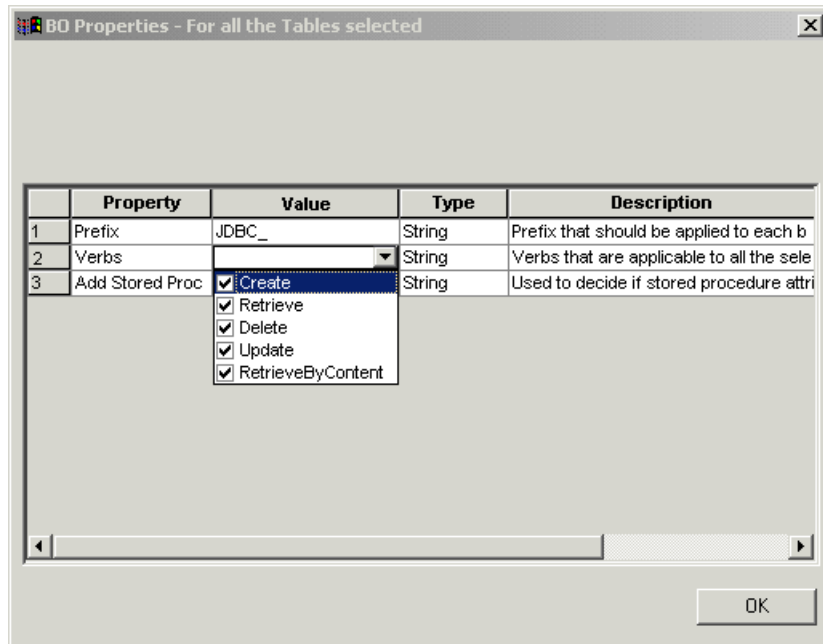 BO Properties - For all the Tables selected
Property Value Type Description
1 Prefix JDBC_ String Prefix that should be applied to each b
2 Verbs String Verbs that are applicable to all the sele
3 Add Stored Proc Create String Used to decide if stored procedure attri
Retrieve
Delete
Update
RetrieveByContent
OK